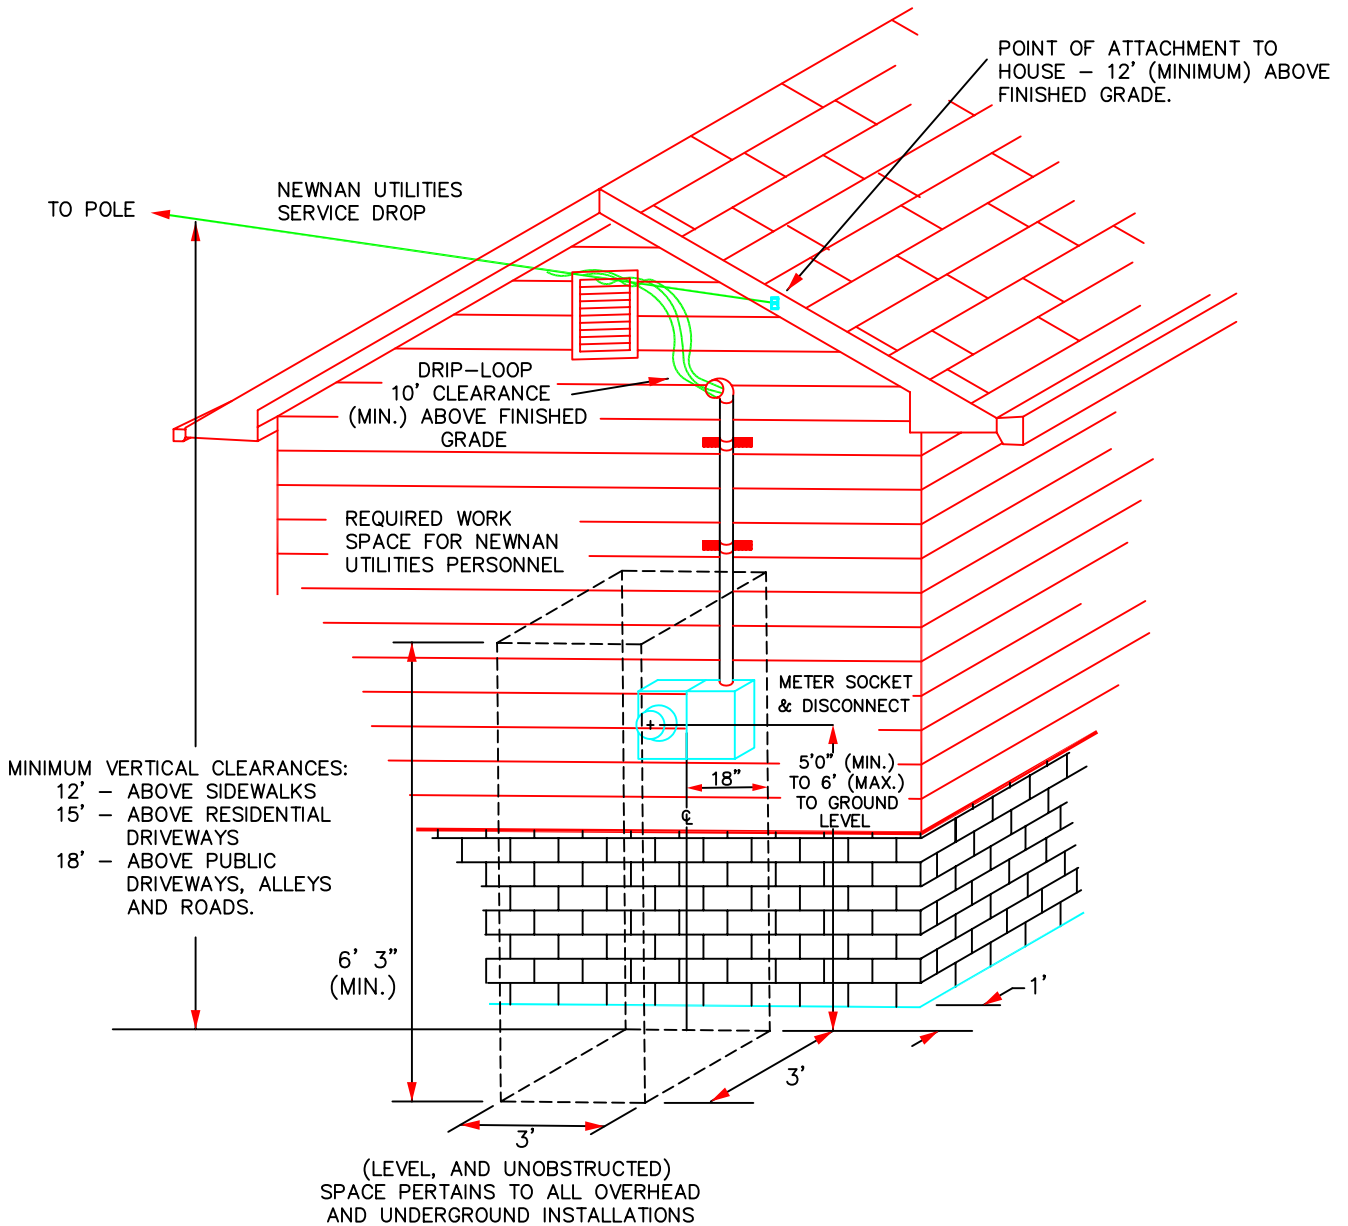 POINT OF ATTACHMENT TO
HOUSE – 12' (MINIMUM) ABOVE
FINISHED GRADE.
NEWNAN UTILITIES
SERVICE DROP
TO POLE
DRIP–LOOP
10' CLEARANCE
(MIN.) ABOVE FINISHED
GRADE
REQUIRED WORK
SPACE FOR NEWNAN
UTILITIES PERSONNEL
METER SOCKET
& DISCONNECT
5'0" (MIN.)
TO 6' (MAX.)
TO GROUND
LEVEL
18"
℄
MINIMUM VERTICAL CLEARANCES:
12' – ABOVE SIDEWALKS
15' – ABOVE RESIDENTIAL
DRIVEWAYS
18' – ABOVE PUBLIC
DRIVEWAYS, ALLEYS
AND ROADS.
6' 3"
(MIN.)
1'
3'
3'
(LEVEL, AND UNOBSTRUCTED)
SPACE PERTAINS TO ALL OVERHEAD
AND UNDERGROUND INSTALLATIONS